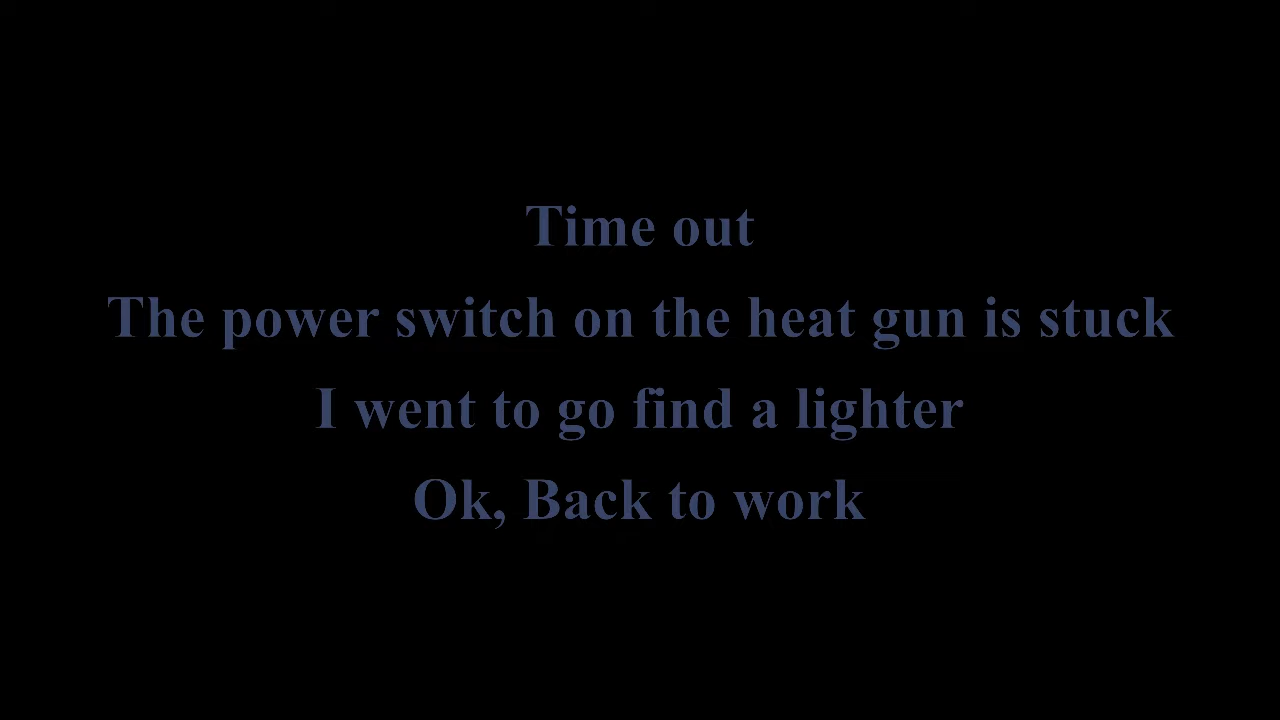 Time out
The power switch on the heat gun is stuck
I went to go find a lighter
Ok, Back to work